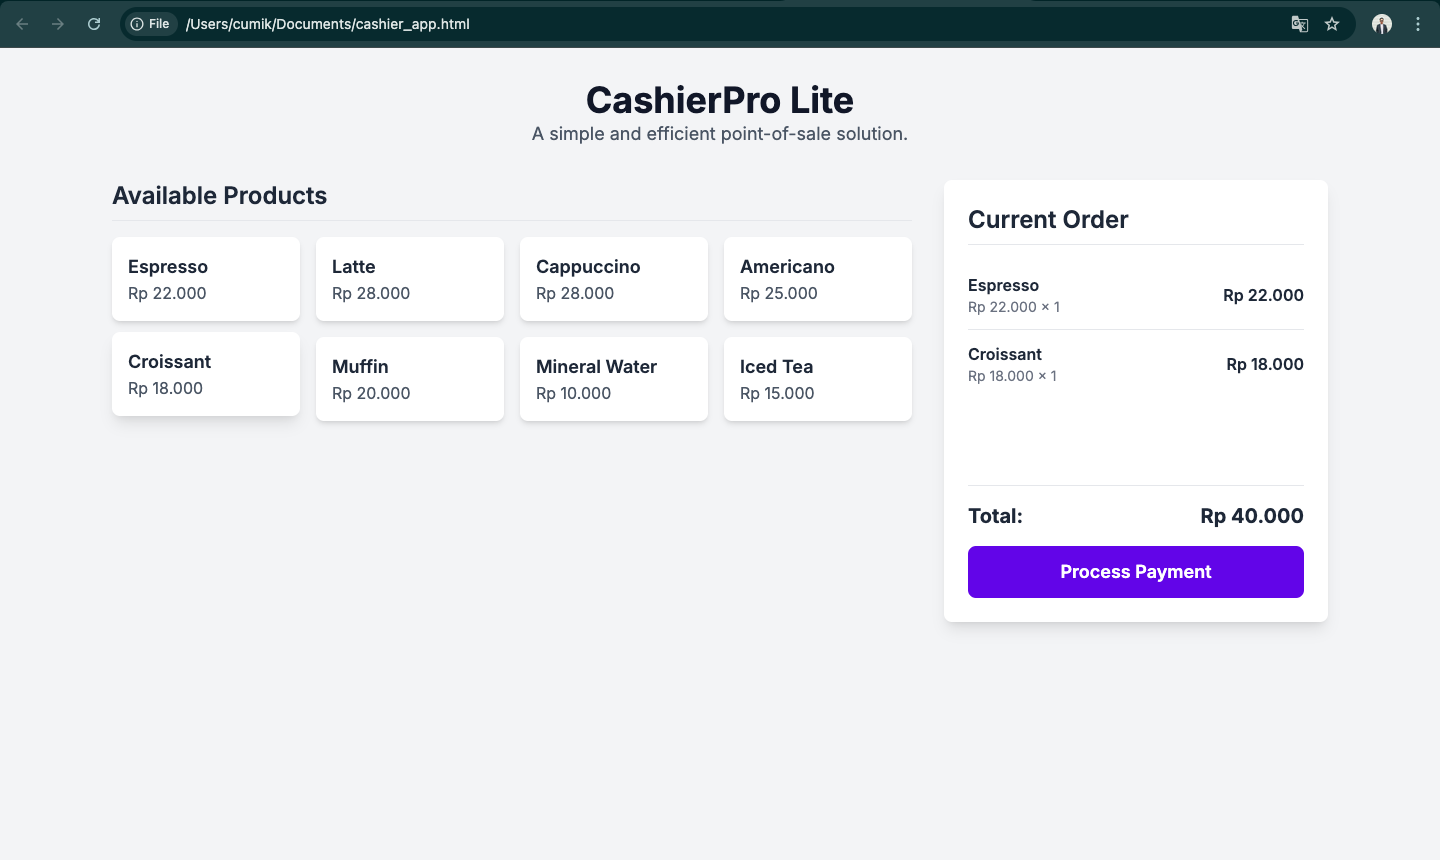 File /Users/cumik/Documents/cashier_app.html
CashierPro Lite
A simple and efficient point-of-sale solution.
Available Products
Espresso
Rp 22.000
Latte
Rp 28.000
Cappuccino
Rp 28.000
Americano
Rp 25.000
Croissant
Rp 18.000
Muffin
Rp 20.000
Mineral Water
Rp 10.000
Iced Tea
Rp 15.000
Current Order
Espresso
Rp 22.000 × 1
Rp 22.000
Croissant
Rp 18.000 × 1
Rp 18.000
Total: Rp 40.000
Process Payment